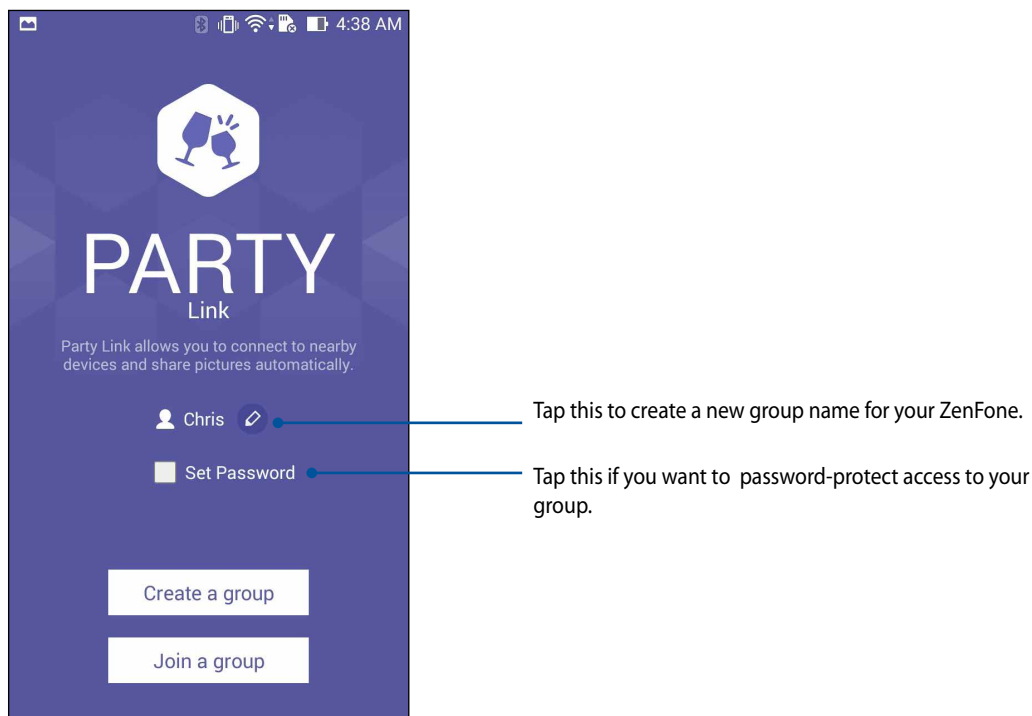 4:38 AM
PARTY
Link
Party Link allows you to connect to nearby
devices and share pictures automatically.
Chris
Tap this to create a new group name for your ZenFone.
Set Password
Tap this if you want to  password-protect access to your
group.
Create a group
Join a group